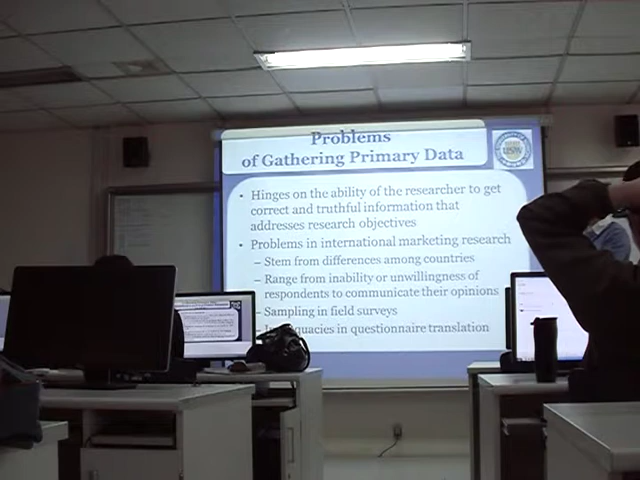 Problems
of Gathering Primary Data
• Hinges on the ability of the researcher to get
correct and truthful information that
addresses research objectives
• Problems in international marketing research
– Stem from differences among countries
– Range from inability or unwillingness of
respondents to communicate their opinions
– Sampling in field surveys
in questionnaire translation